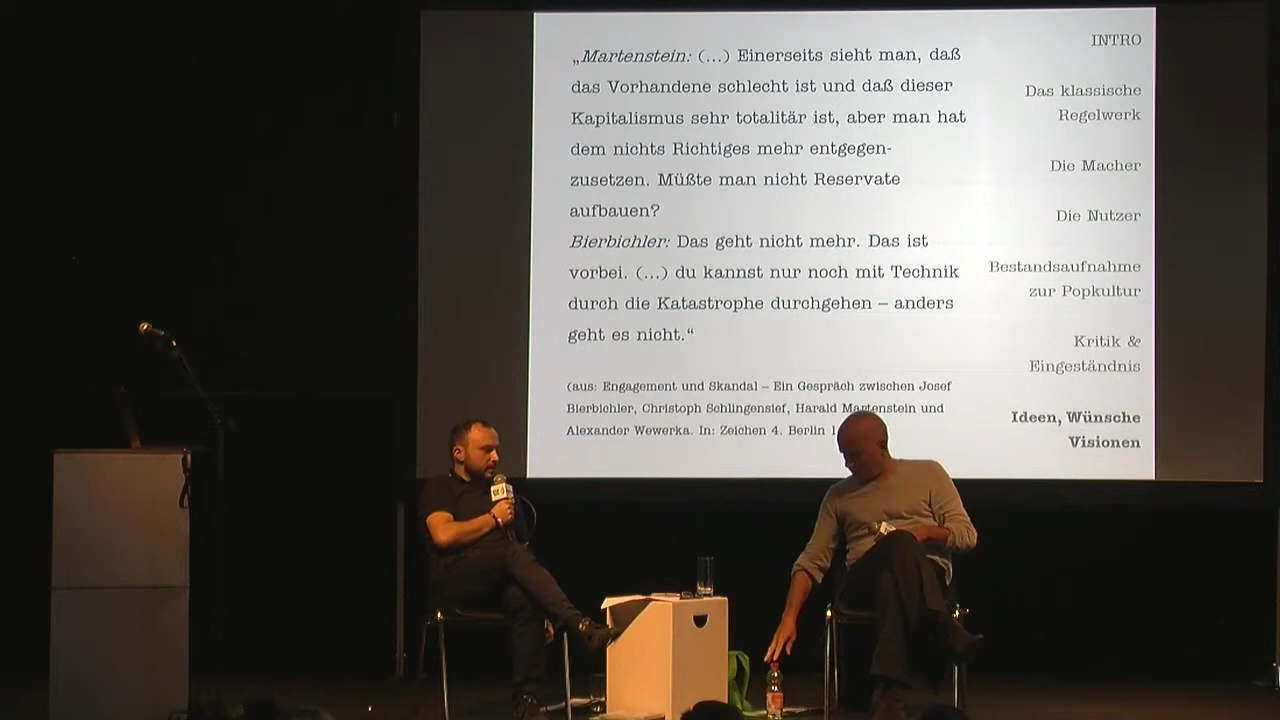 „Martenstein: (...) Einerseits sieht man, daß
das Vorhandene schlecht ist und daß dieser
Kapitalismus sehr totalitär ist, aber man hat
dem nichts Richtiges mehr entgegen-
zusetzen. Müßte man nicht Reservate
aufbauen?
Bierbichler: Das geht nicht mehr. Das ist
vorbei. (...) du kannst nur noch mit Technik
durch die Katastrophe durchgehen – anders
geht es nicht.“
(aus: Engagement und Skandal – Ein Gespräch zwischen Josef
Bierbichler, Christoph Schlingensief, Harald Martenstein und
Alexander Wewerka. In: Zeichen 4. Berlin
INTRO
Das klassische
Regelwerk
Die Macher
Die Nutzer
Bestandsaufnahme
zur Popkultur
Kritik &
Eingeständnis
Ideen, Wünsche
Visionen